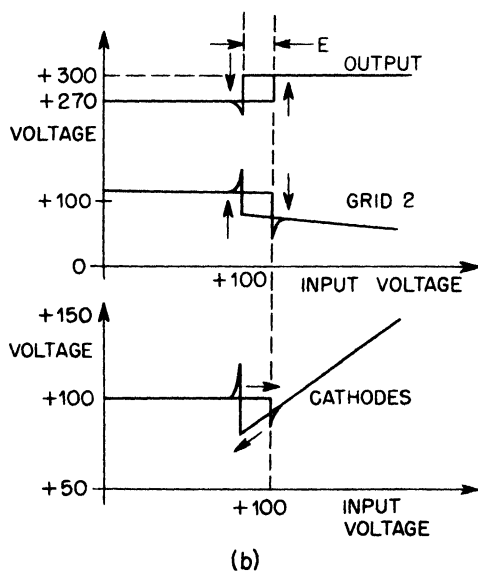 E
OUTPUT
+300
+270
VOLTAGE
+100
GRID 2
0
+100
INPUT VOLTAGE
+150
VOLTAGE
+100
CATHODES
+50
+100
INPUT
VOLTAGE
(b)